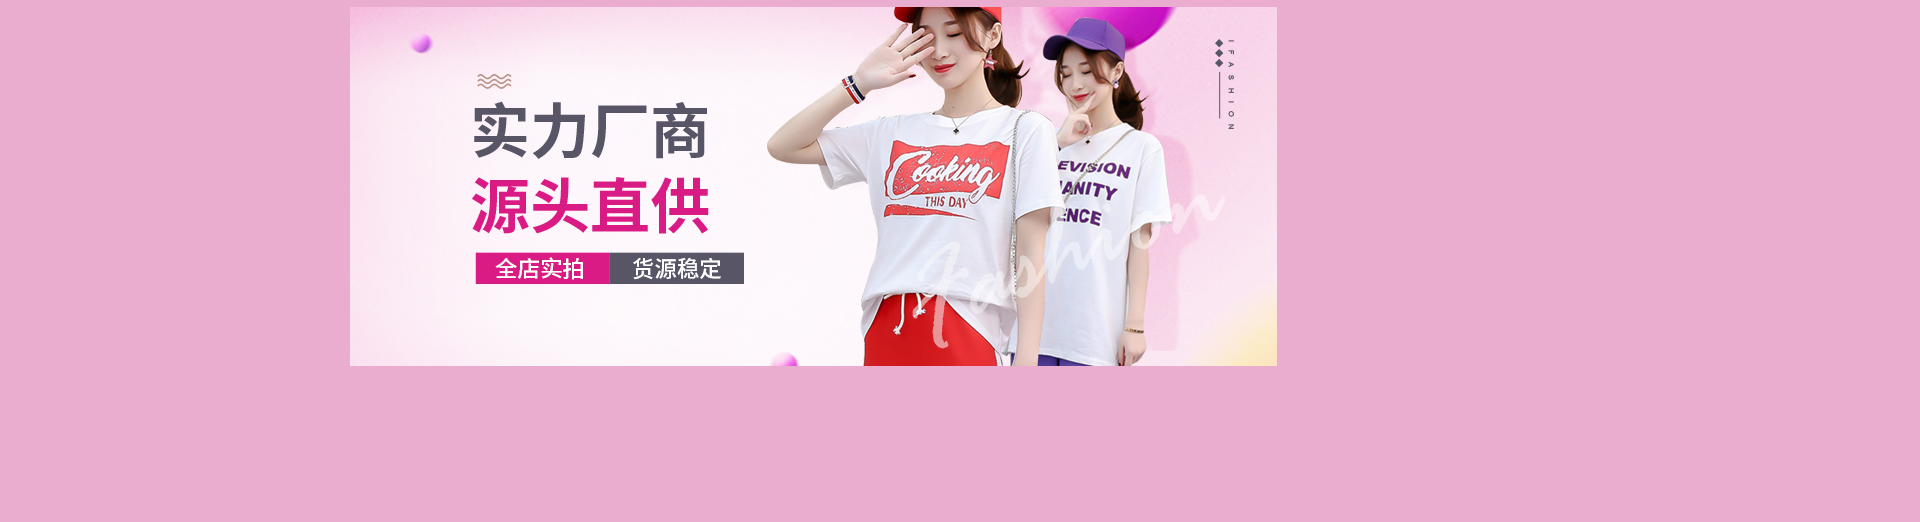 实力厂商
源头直供
全店实拍 货源稳定
Cooking
THIS DAY
EVISION
ANITY
ENCE
Fashion
IFASHION